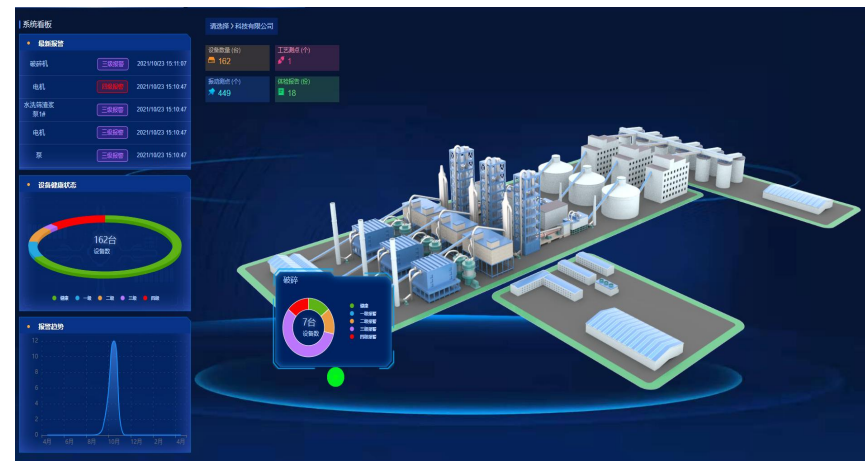 系统看板
最新报警
破碎机 三级报警 2021/10/23 15:11:07
电机 四级报警 2021/10/23 15:10:47
水洗筛渣浆
泵1# 三级报警 2021/10/23 15:10:47
电机 三级报警 2021/10/23 15:10:47
泵 三级报警 2021/10/23 15:10:47
设备健康状态
162台
设备数
健康 一级 二级 三级 四级
报警趋势
12
10
8
6
4
2
0
4月 6月 8月 10月 12月 2月 4月
请选择 > 科技有限公司
设备数量 (台)
162
工艺测点 (个)
1
振动测点 (个)
449
体检报告 (份)
18
破碎
7台
设备数
健康
一级报警
二级报警
三级报警
四级报警